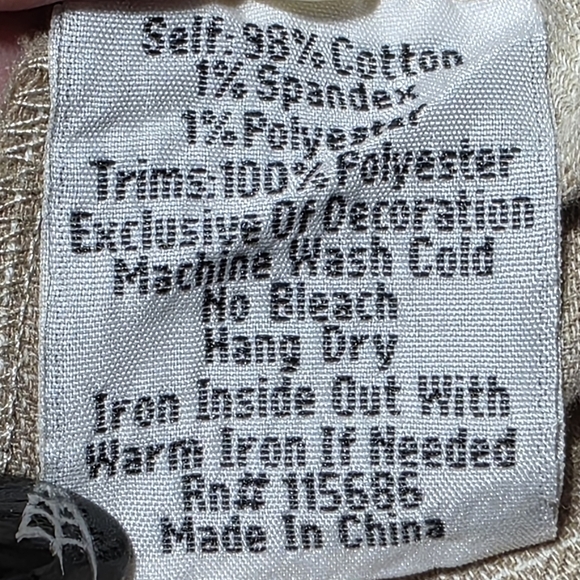 Self: 98% Cotton
1% Spandex
1% Polyester
Trims: 100% Polyester
Exclusive Of Decoration
Machine Wash Cold
No Bleach
Hang Dry
Iron Inside Out With
Warm Iron If Needed
Rn# 115686
Made In China